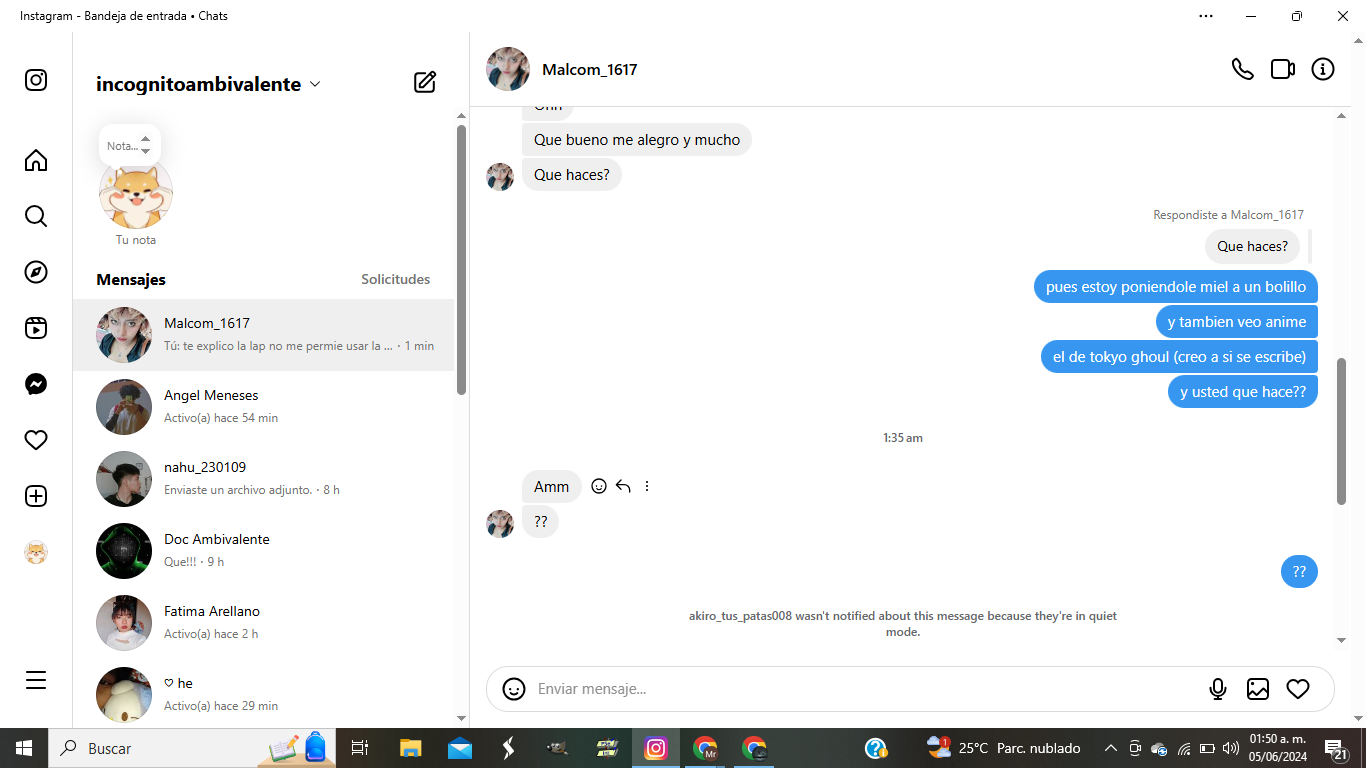 Instagram - Bandeja de entrada • Chats
incognitoambivalente
Nota...
Tu nota
Mensajes
Solicitudes
Malcom_1617
Tú: te explico la lap no me permie usar la ... · 1 min
Angel Meneses
Activo(a) hace 54 min
nahu_230109
Enviaste un archivo adjunto. · 8 h
Doc Ambivalente
Que!!! · 9 h
Fatima Arellano
Activo(a) hace 2 h
♡ he
Activo(a) hace 29 min
Malcom_1617
Que bueno me alegro y mucho
Que haces?
Respondiste a Malcom_1617
Que haces?
pues estoy poniendole miel a un bolillo
y tambien veo anime
el de tokyo ghoul (creo a si se escribe)
y usted que hace??
1:35 am
Amm
??
??
akiro_tus_patas008 wasn't notified about this message because they're in quiet
mode.
Enviar mensaje...
Buscar
1
25°C Parc. nublado
01:50 a. m.
05/06/2024
21